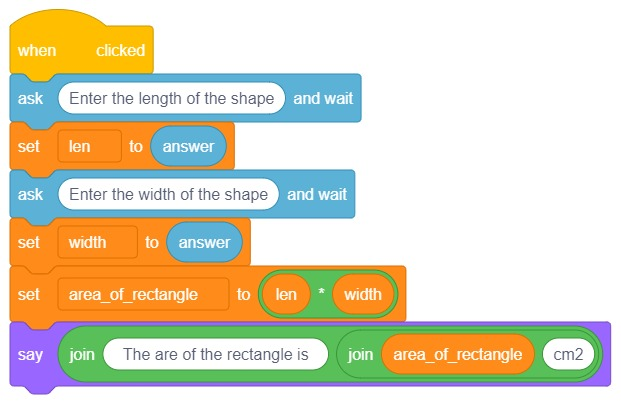 when clicked
ask Enter the length of the shape and wait
set len to answer
ask Enter the width of the shape and wait
set width to answer
set area_of_rectangle to len * width
say join The are of the rectangle is join area_of_rectangle cm2